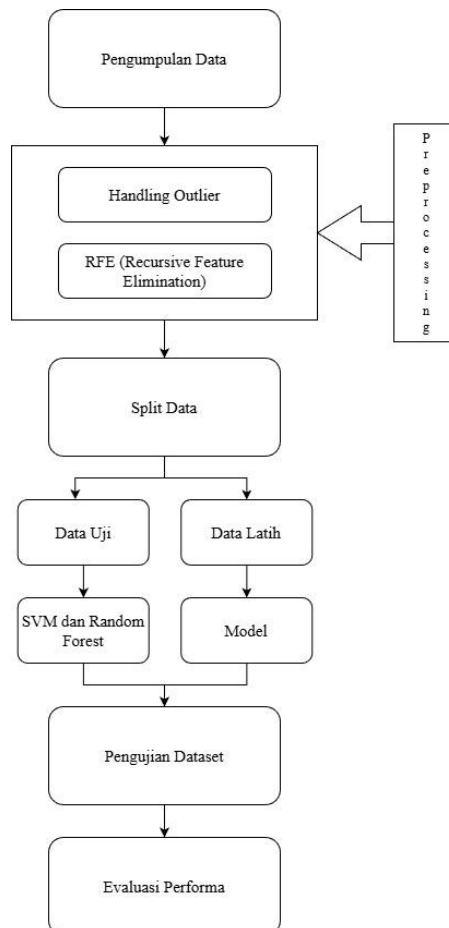 Pengumpulan Data
Handling Outlier
RFE (Recursive Feature
Elimination)
Preprocessing
Split Data
Data Uji
Data Latih
SVM dan Random
Forest
Model
Pengujian Dataset
Evaluasi Performa